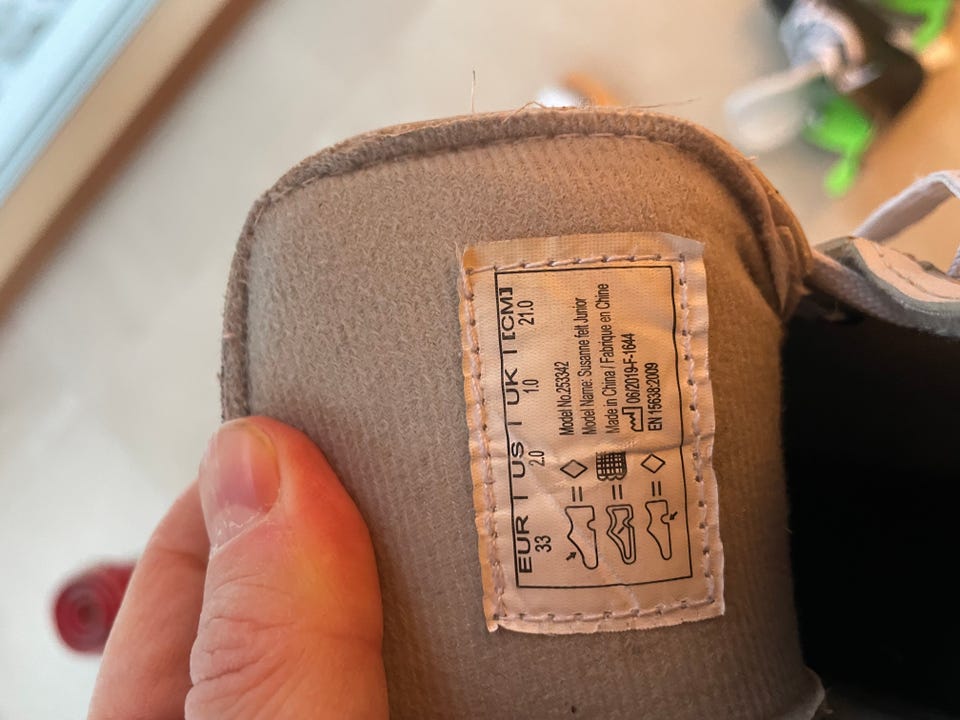 EUR | US | UK | [CM]
33 2.0 1.0 21.0
Model No.253342
Model Name: Susanne felt Junior
Made in China / Fabrique en Chine
06/2019-F-1644
EN 15638:2009